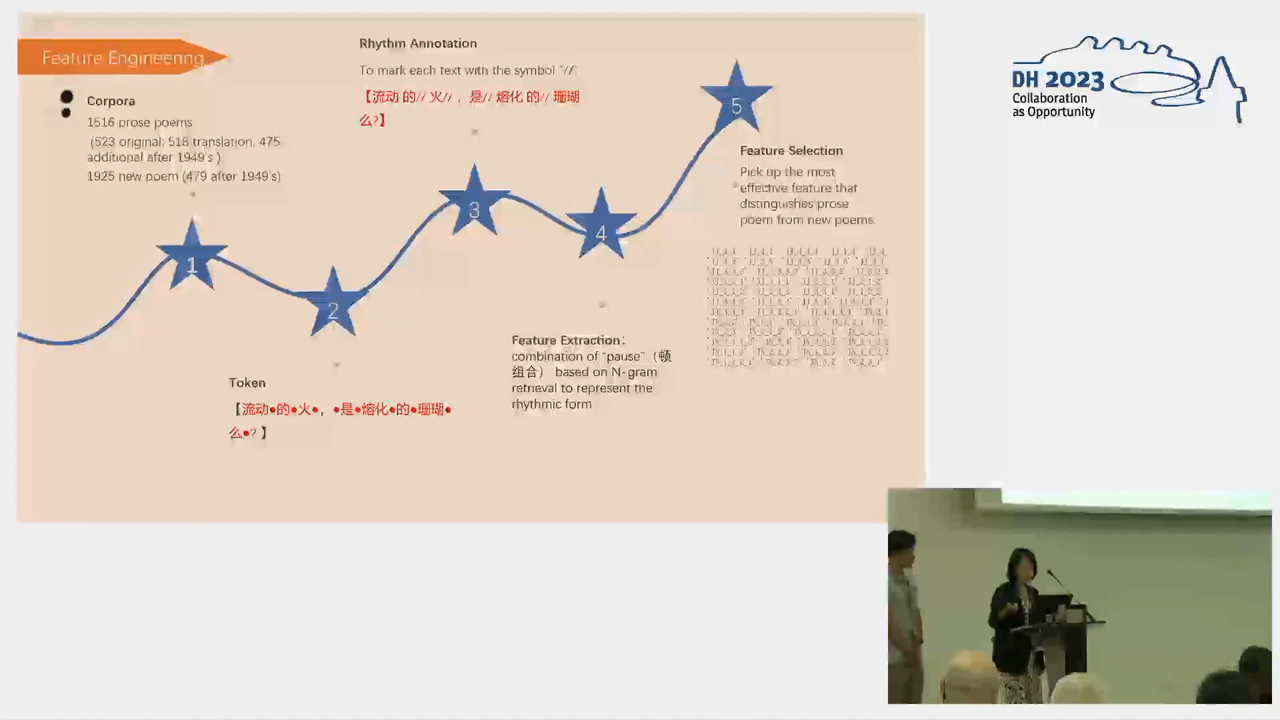 Feature Engineering
Corpora
1516 prose poems
(523 original; 518 translation, 475
additional after 1949's )
1925 new poem (479 after 1949's)
1
2
Token
【流动●的●火●，●是●熔化●的●珊瑚●
么●? 】
Rhythm Annotation
To mark each text with the symbol "//"
【流动 的// 火// ，是// 熔化 的// 珊瑚
么?】
3
4
Feature Extraction：
combination of "pause"（顿
组合） based on N-gram
retrieval to represent the
rhythmic form
5
Feature Selection
Pick up the most
effective feature that
distinguishes prose
poem from new poems.
DH 2023
Collaboration
as Opportunity